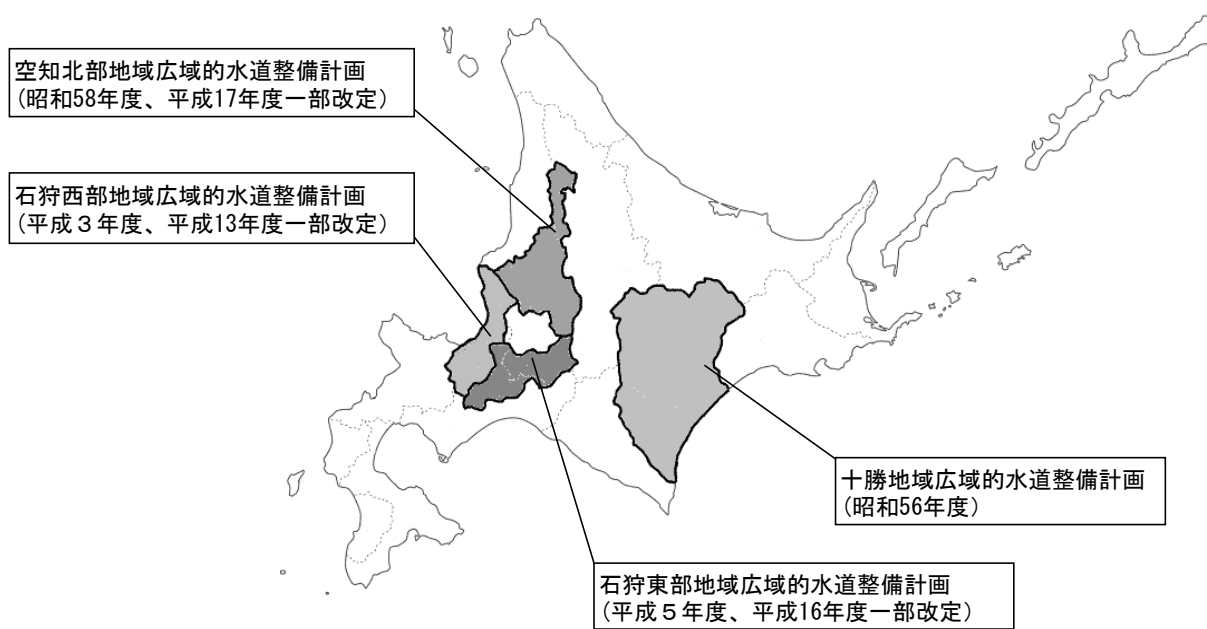 空知北部地域広域的水道整備計画
(昭和58年度、平成17年度一部改定)
石狩西部地域広域的水道整備計画
(平成３年度、平成13年度一部改定)
十勝地域広域的水道整備計画
(昭和56年度)
石狩東部地域広域的水道整備計画
(平成５年度、平成16年度一部改定)